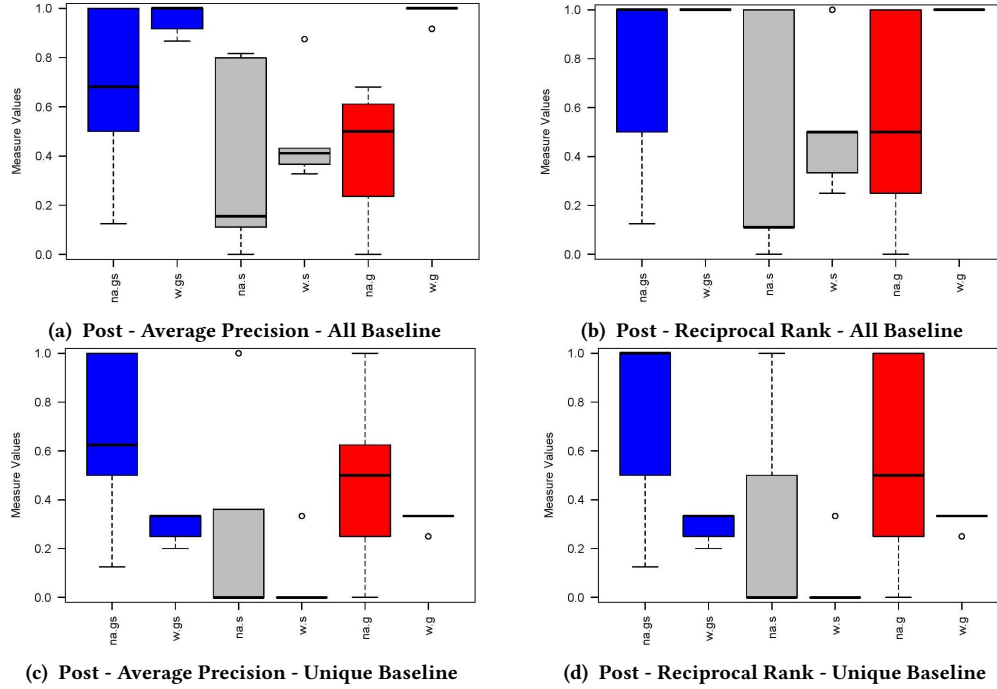 Measure Values
1.0
0.8
0.6
0.4
0.2
0.0
na.gs
w.gs
na.s
w.s
na.g
w.g
(a) Post - Average Precision - All Baseline
Measure Values
1.0
0.8
0.6
0.4
0.2
0.0
na.gs
w.gs
na.s
w.s
na.g
w.g
(b) Post - Reciprocal Rank - All Baseline
Measure Values
1.0
0.8
0.6
0.4
0.2
0.0
na.gs
w.gs
na.s
w.s
na.g
w.g
(c) Post - Average Precision - Unique Baseline
Measure Values
1.0
0.8
0.6
0.4
0.2
0.0
na.gs
w.gs
na.s
w.s
na.g
w.g
(d) Post - Reciprocal Rank - Unique Baseline